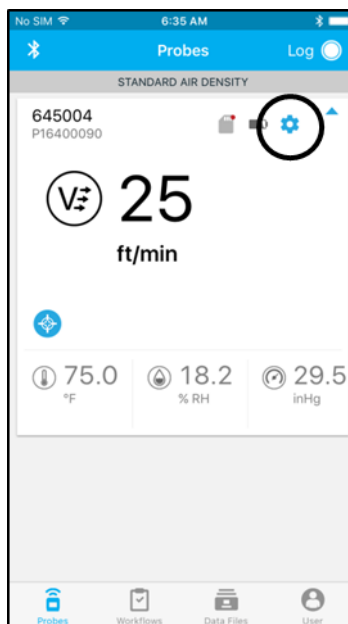 No SIM 6:35 AM
Probes Log
STANDARD AIR DENSITY
645004
P16400090
V 25
ft/min
75.0 18.2 29.5
°F % RH inHg
Probes Workflows Data Files User